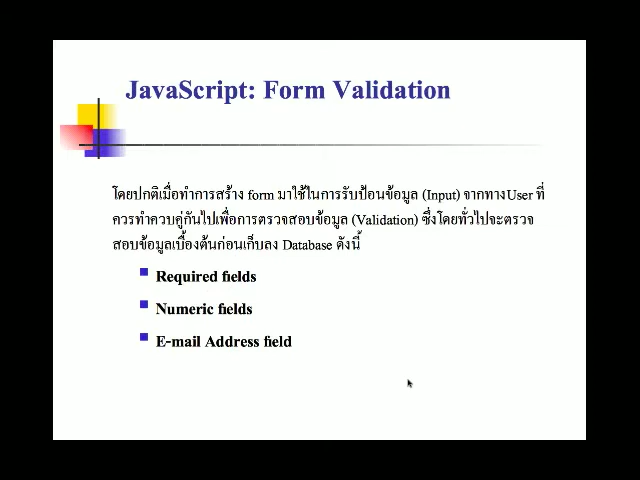 JavaScript: Form Validation
โดยปกติเมื่อทำการสร้าง form มาใช้ในการรับป้อนข้อมูล (Input) จากทางUser ที่
ควรทำควบคู่กันไปเพื่อการตรวจสอบข้อมูล (Validation) ซึ่งโดยทั่วไปจะตรวจ
สอบข้อมูลเบื้องต้นก่อนเก็บลง Database ดังนี้
Required fields
Numeric fields
E-mail Address field